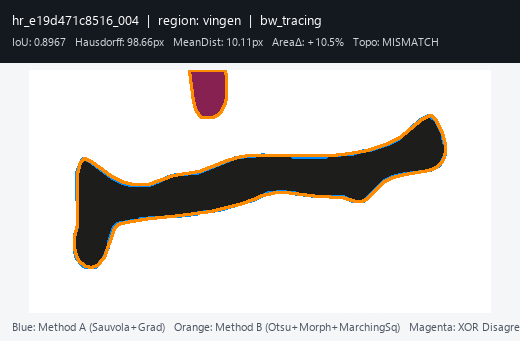 hr_e19d471c8516_004 | region: vingen | bw_tracing
IoU: 0.8967 Hausdorff: 98.66px MeanDist: 10.11px AreaΔ: +10.5% Topo: MISMATCH
Blue: Method A (Sauvola+Grad) Orange: Method B (Otsu+Morph+MarchingSq) Magenta: XOR Disagre